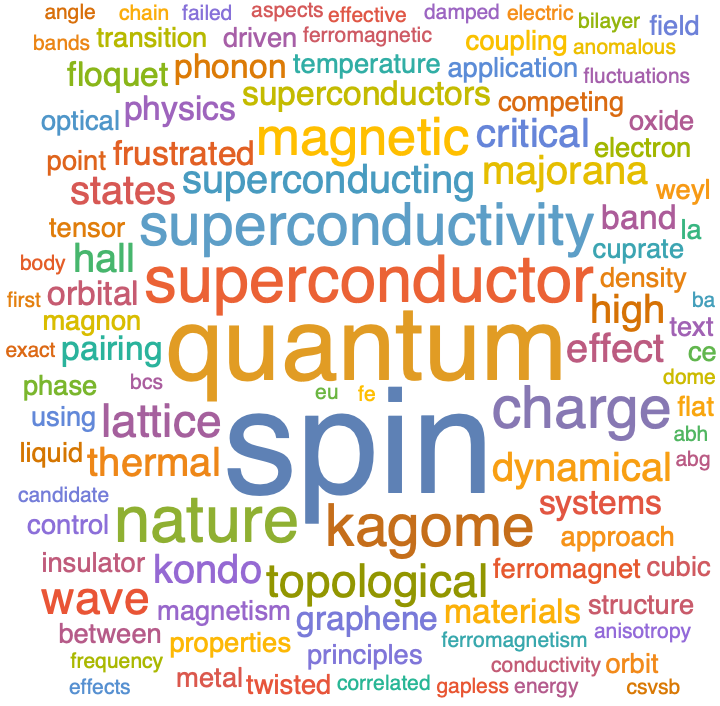 angle chain failed aspects effective damped electric bilayer field
bands transition driven ferromagnetic coupling anomalous
floquet phonon temperature application fluctuations
optical physics superconductors competing oxide
point frustrated magnetic critical electron
states superconducting majorana weyl
tensor superconductivity band la
body hall cuprate
first orbital superconductor density ba
magnon quantum high text
exact pairing effect ce
phase bcs eu fe dome
using lattice spin charge flat
liquid thermal dynamical abh
abg
candidate systems
control nature kagome approach
insulator kondo topological ferromagnet cubic
wave magnetism graphene materials structure
between properties principles ferromagnetism anisotropy
frequency metal twisted correlated conductivity orbit
effects gapless energy csvsb